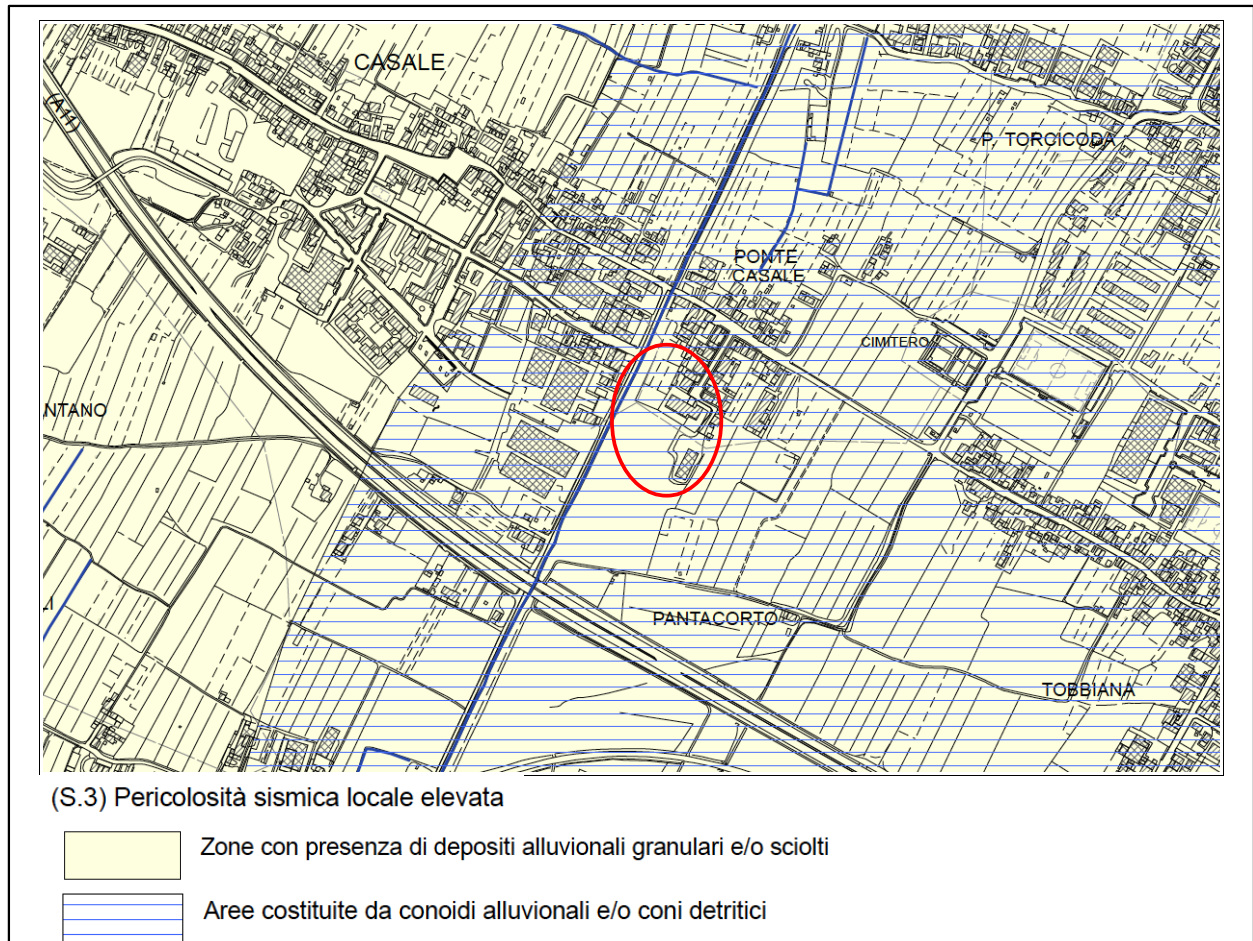 CASALE
(A11)
P. TORCICODA
PONTE
CASALE
CIMITERO
NTANO
LI
PANTACORTO
TOBBIANA
(S.3) Pericolosità sismica locale elevata
Zone con presenza di depositi alluvionali granulari e/o sciolti
Aree costituite da conoidi alluvionali e/o coni detritici